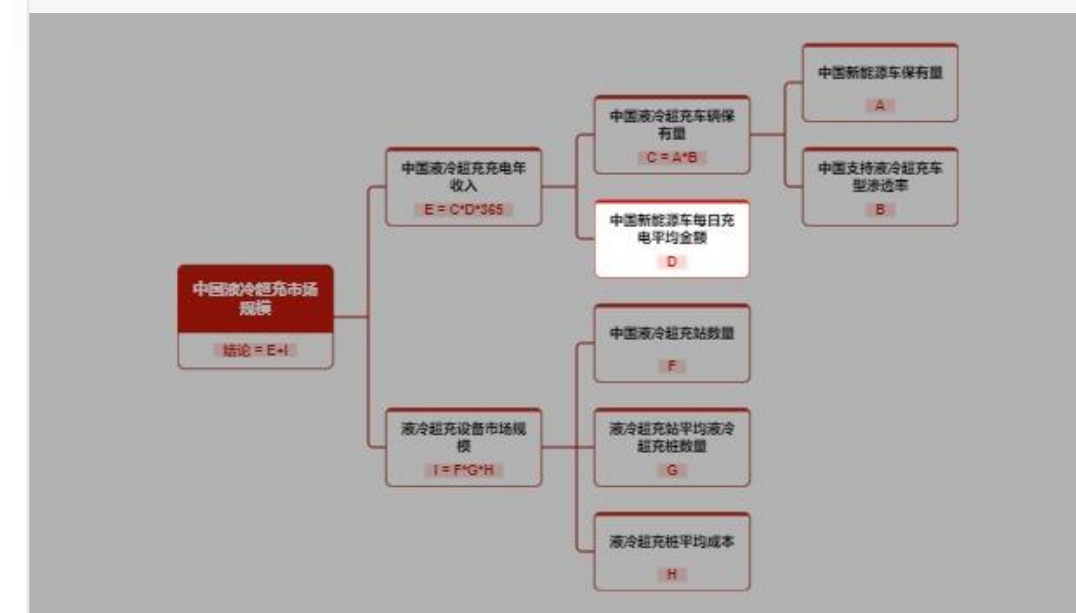 中国新能源车保有量
A
中国液冷超充车辆保
有量
C = A*B
中国支持液冷超充车
型渗透率
B
中国液冷超充充电年
收入
E = C*D*365
中国新能源车每日充
电平均金额
D
中国液冷超充市场
规模
结论 = E+I
中国液冷超充站数量
F
液冷超充设备市场规
模
I = F*G*H
液冷超充站平均液冷
超充桩数量
G
液冷超充桩平均成本
H